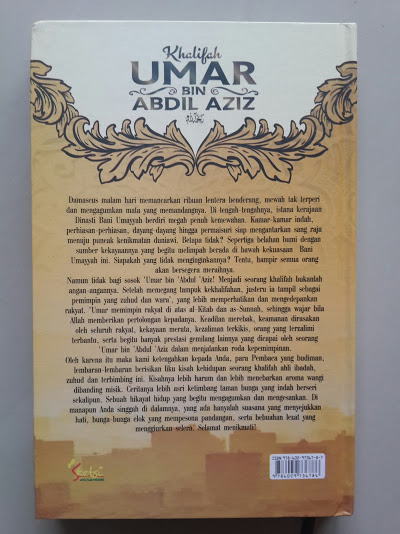 Khalifah
UMAR
BIN
ABDIL AZIZ
Damascus malam hari memancarkan ribuan lentera benderang, mewah tak terperi
dan mengagumkan mata yang memandangnya. Di tengah-tengahnya, istana kerajaan
Dinasti Bani Umayyah berdiri megah penuh kemewahan. Kamar-kamar indah,
perhiasan-perhiasan, dayang-dayang hingga permaisuri siap mengantarkan sang raja
menuju puncak kenikmatan duniawi. Betapa tidak? Sepertiga belahan bumi dengan
sumber kekayaannya yang begitu melimpah berada di bawah kekuasaan Bani
Umayyah ini. Siapakah yang tidak menginginkannya? Tentu, hampir semua orang
akan bersegera meraihnya.
Namun tidak bagi sosok 'Umar bin 'Abdul 'Aziz! Menjadi seorang khalifah bukanlah
angan-angannya. Setelah memegang tampuk kekhalifahan, justeru ia tampil sebagai
pemimpin yang zuhud dan wara', yang lebih memperhatikan dan mengedepankan
rakyat. 'Umar memimpin rakyat di atas al-Kitab dan as-Sunnah, sehingga wajar bila
Allah memberikan pertolongan kepadanya. Keadilan merebak, keamanan dirasakan
oleh seluruh rakyat, kekayaan merata, kezaliman terkikis, orang yang terzalimi
terbantu, serta begitu banyak prestasi gemilang lainnya yang dicapai oleh seorang
'Umar bin 'Abdul 'Aziz dalam menjalankan roda kepemimpinan.
Oleh karena itu maka kami ketengahkan kepada Anda, para Pembaca yang budiman,
lembaran-lembaran berisikan liku kisah kehidupan seorang khalifah ahli ibadah,
zuhud dan terbimbing ini. Kisahnya lebih harum dan lebih menebarkan aroma wangi
dibanding misik. Ceritanya lebih asri ketimbang taman bunga yang indah berseri
sekalipun. Sebuah hikayat hidup yang begitu mengagumkan dan mengesankan. Di
manapun Anda singgah di dalamnya, yang ada hanyalah suasana yang menyejukkan
hati, bunga-bunga elok yang mempesona pandangan, serta bebuahan lezat yang
menggiurkan selera. Selamat menikmati!